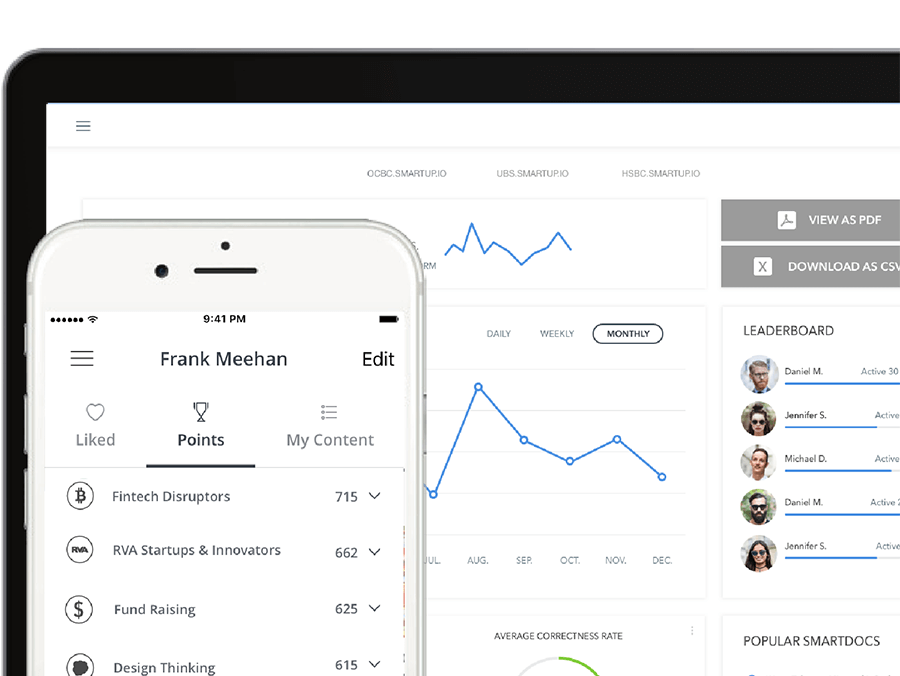 OCBC.SMARTUP.IO UBS.SMARTUP.IO HSBC.SMARTUP.IO
VIEW AS PDF
X DOWNLOAD AS CSV
RM
DAILY WEEKLY MONTHLY
JUL. AUG. SEP. OCT. NOV. DEC.
AVERAGE CORRECTNESS RATE
LEADERBOARD
Daniel M. Active 30
Jennifer S. Active
Michael D. Active
Daniel M. Active 2
Jennifer S. Active
POPULAR SMARTDOCS
9:41 PM
Frank Meehan Edit
Liked Points My Content
Fintech Disruptors 715
RVA RVA Startups & Innovators 662
$ Fund Raising 625
Design Thinking 615